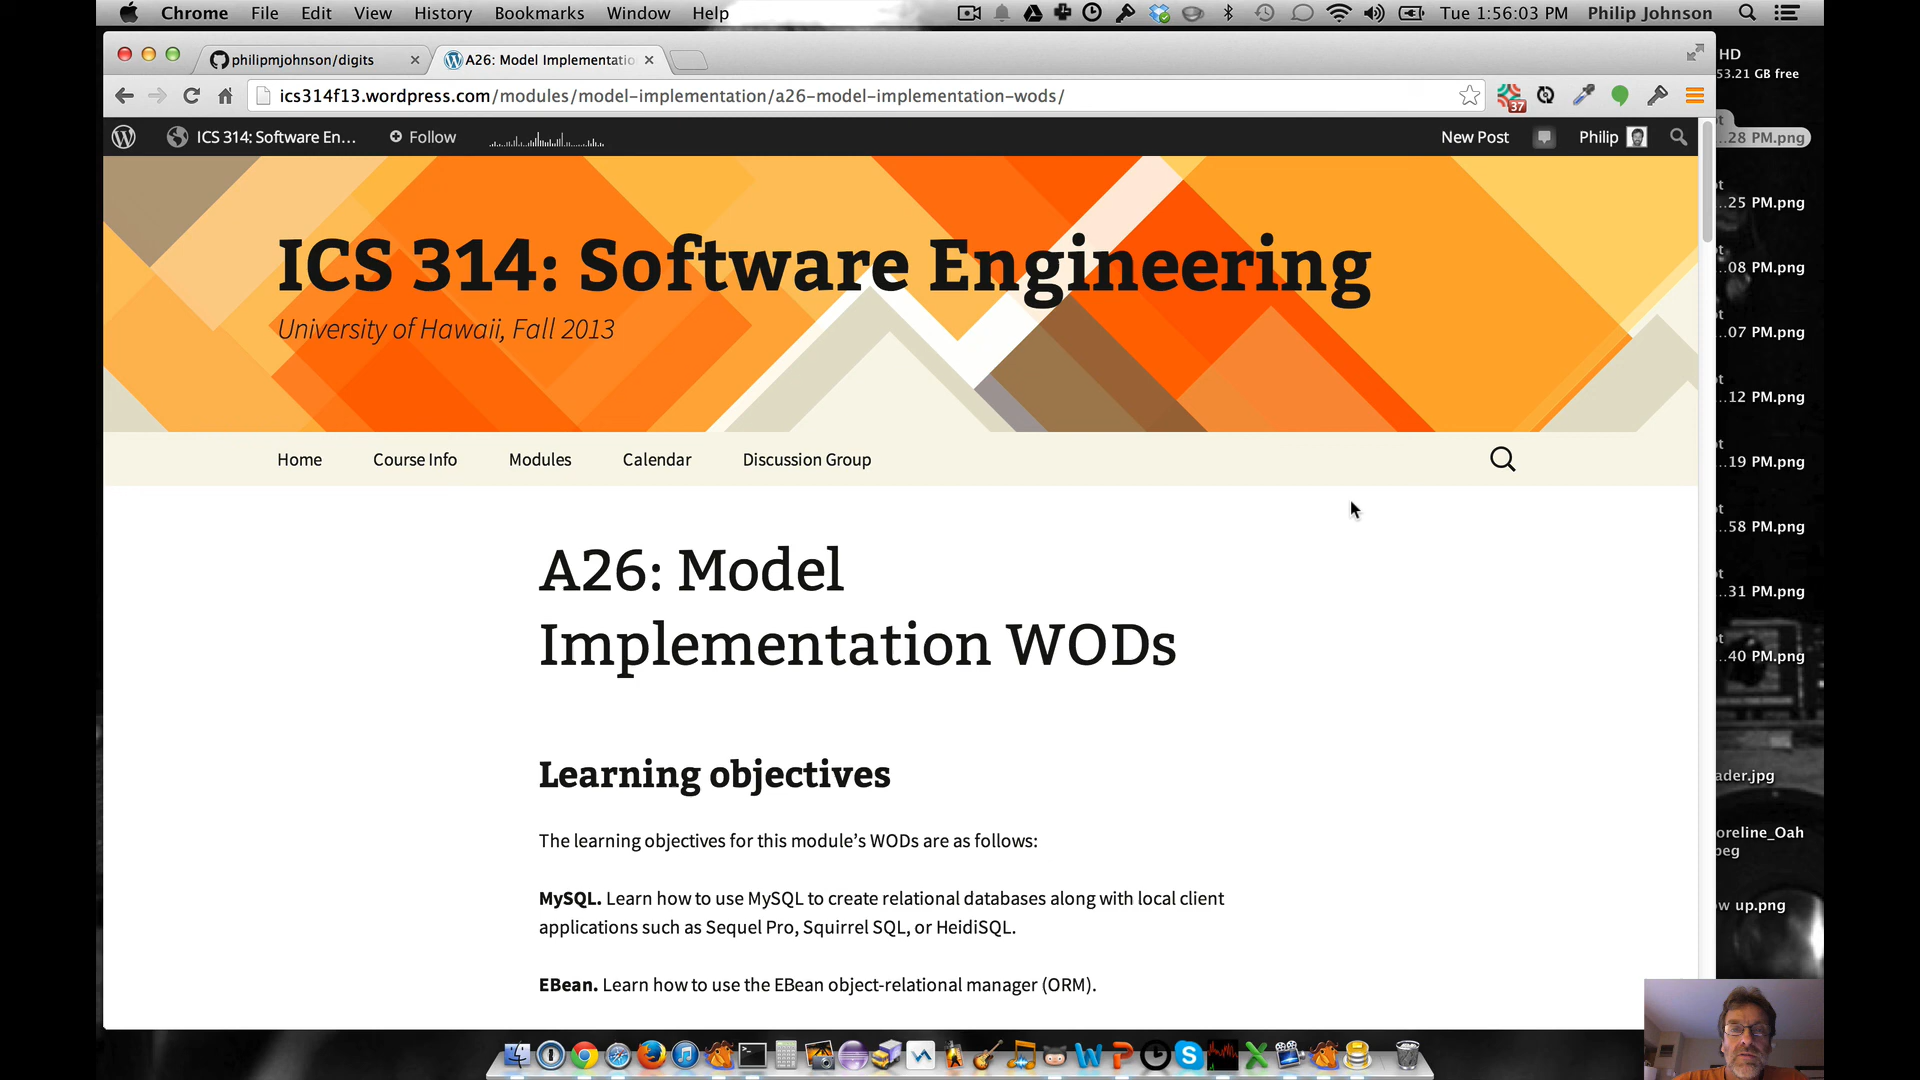 Chrome File Edit View History Bookmarks Window Help Tue 1:56:03 PM Philip Johnson
philipmjohnson/digits
A26: Model Implementatio
ics314f13.wordpress.com/modules/model-implementation/a26-model-implementation-wods/
37
ICS 314: Software En... Follow New Post Philip
ICS 314: Software Engineering
University of Hawaii, Fall 2013
Home Course Info Modules Calendar Discussion Group
A26: Model
Implementation WODs
Learning objectives
The learning objectives for this module’s WODs are as follows:
MySQL. Learn how to use MySQL to create relational databases along with local client
applications such as Sequel Pro, Squirrel SQL, or HeidiSQL.
EBean. Learn how to use the EBean object-relational manager (ORM).
HD
53.21 GB free
...28 PM.png
...25 PM.png
...08 PM.png
...07 PM.png
...12 PM.png
...19 PM.png
...58 PM.png
...31 PM.png
...40 PM.png
ader.jpg
oreline_Oah
peg
ow up.png